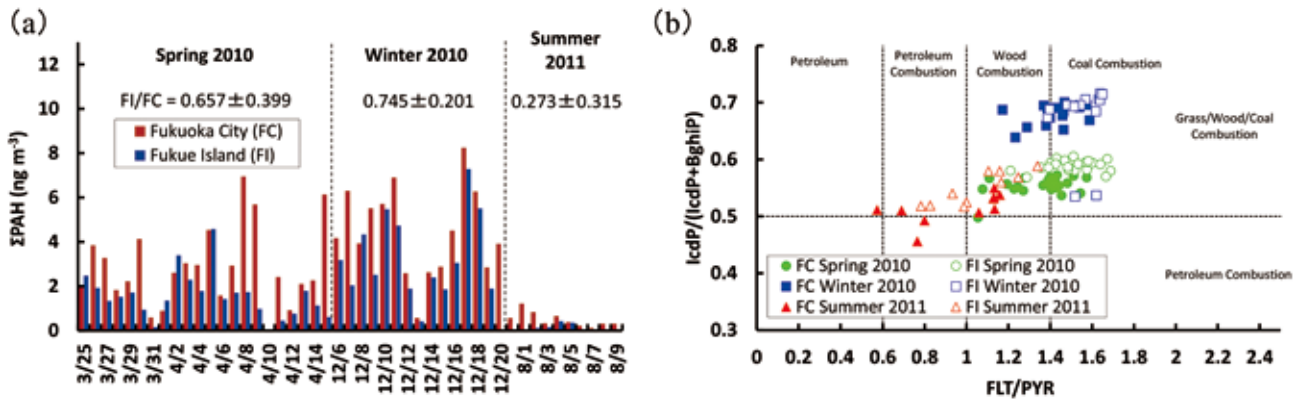 (a)
Spring 2010
Winter 2010
Summer
2011
FI/FC = 0.657±0.399
0.745±0.201
0.273±0.315
Fukuoka City (FC)
Fukue Island (FI)
ΣPAH (ng m⁻³)
12
10
8
6
4
2
0
3/25
3/27
3/29
3/31
4/2
4/4
4/6
4/8
4/10
4/12
4/14
12/6
12/8
12/10
12/12
12/14
12/16
12/18
12/20
8/1
8/3
8/5
8/7
8/9
(b)
Petroleum
Petroleum
Combustion
Wood
Combustion
Coal Combustion
Grass/Wood/Coal
Combustion
Petroleum Combustion
IcdP/(IcdP+BghiP)
0.8
0.7
0.6
0.5
0.4
0.3
FC Spring 2010
FI Spring 2010
FC Winter 2010
FI Winter 2010
FC Summer 2011
FI Summer 2011
0 0.2 0.4 0.6 0.8 1 1.2 1.4 1.6 1.8 2 2.2 2.4
FLT/PYR